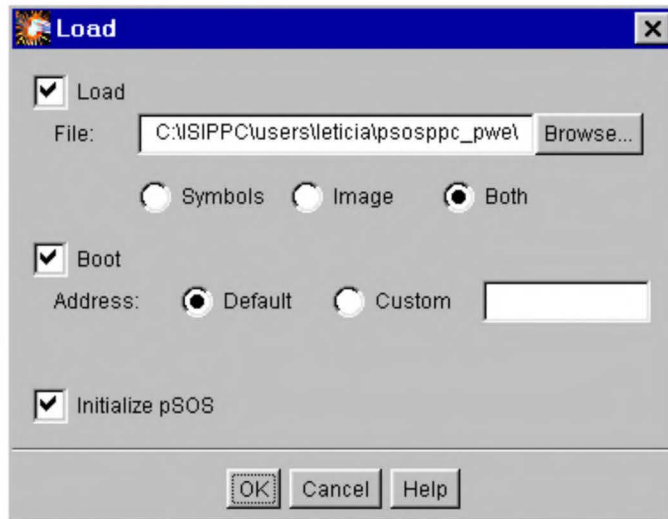 Load
Load
File: C:\ISIPPC\users\leticia\psosppc_pwe\ Browse...
Symbols Image Both
Boot
Address: Default Custom
Initialize pSOS
OK Cancel Help